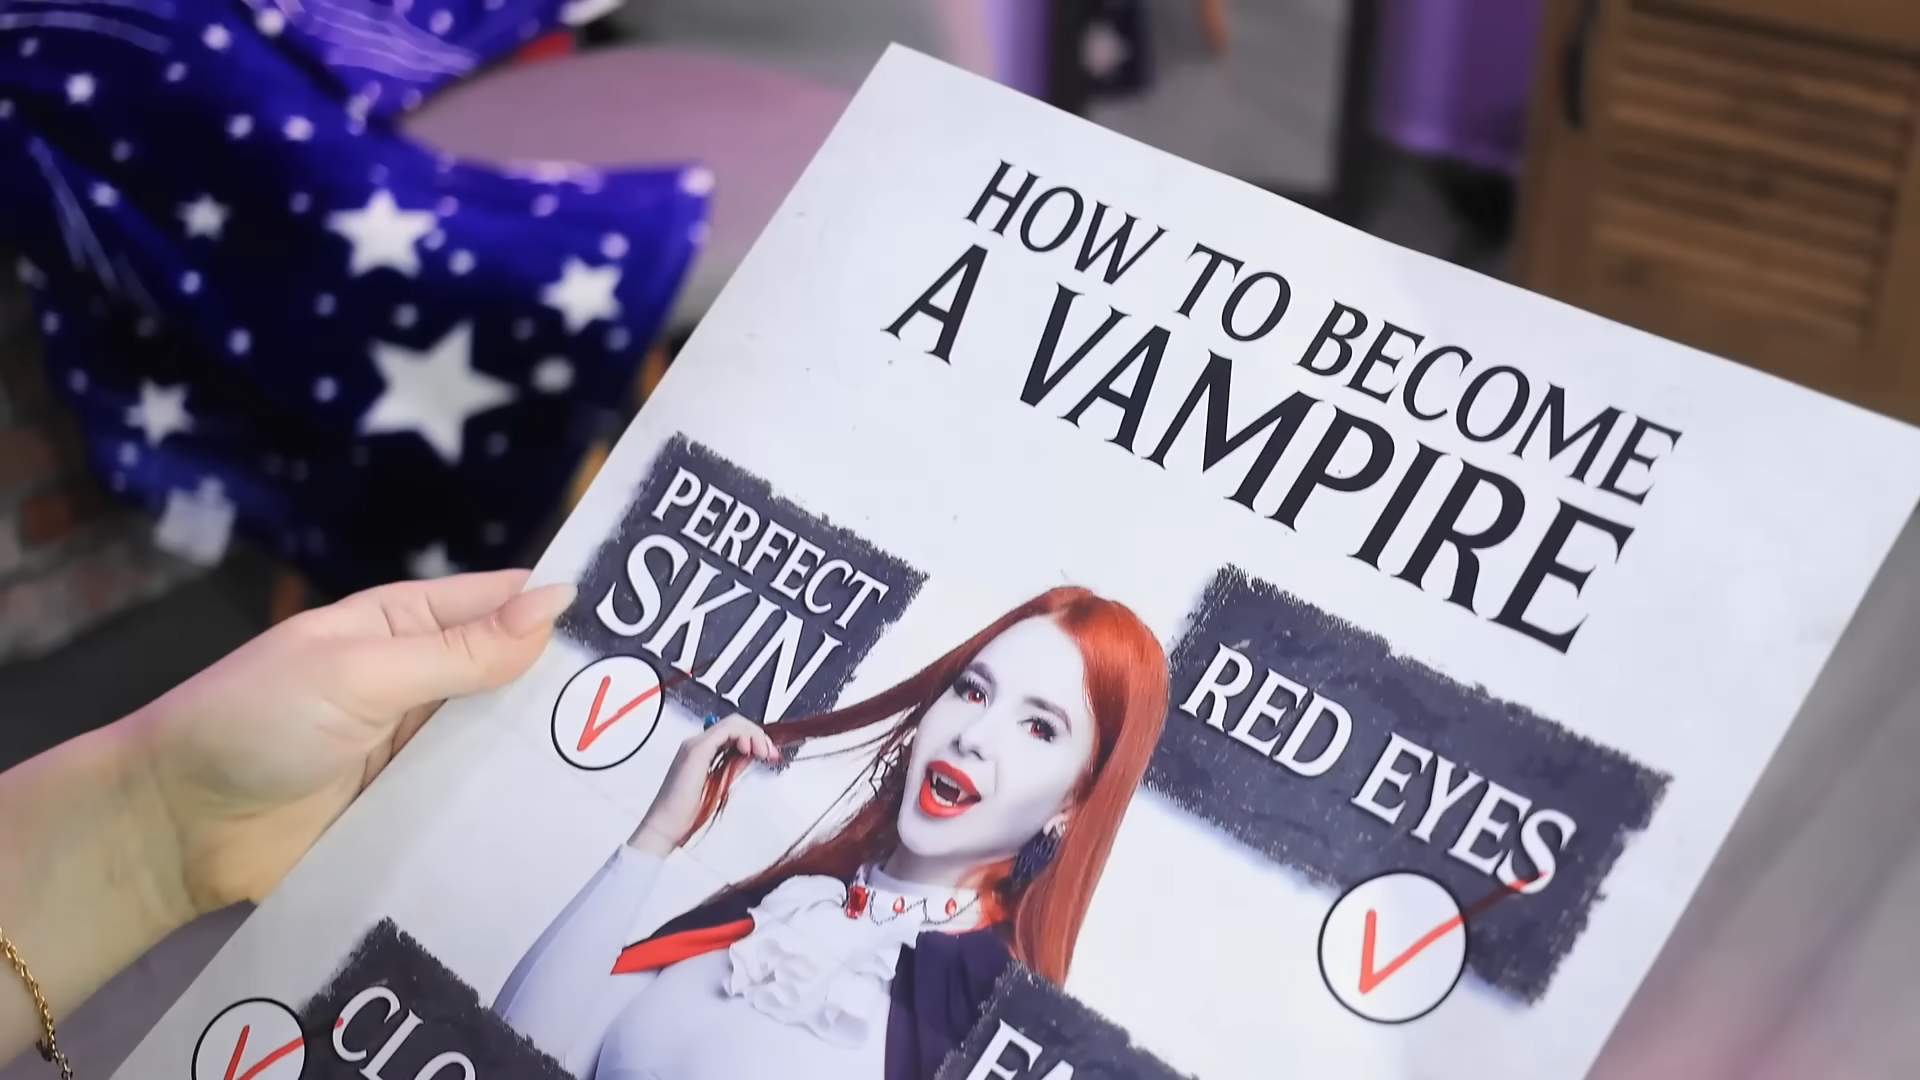 HOW TO BECOME
A VAMPIRE
PERFECT
SKIN
RED EYES